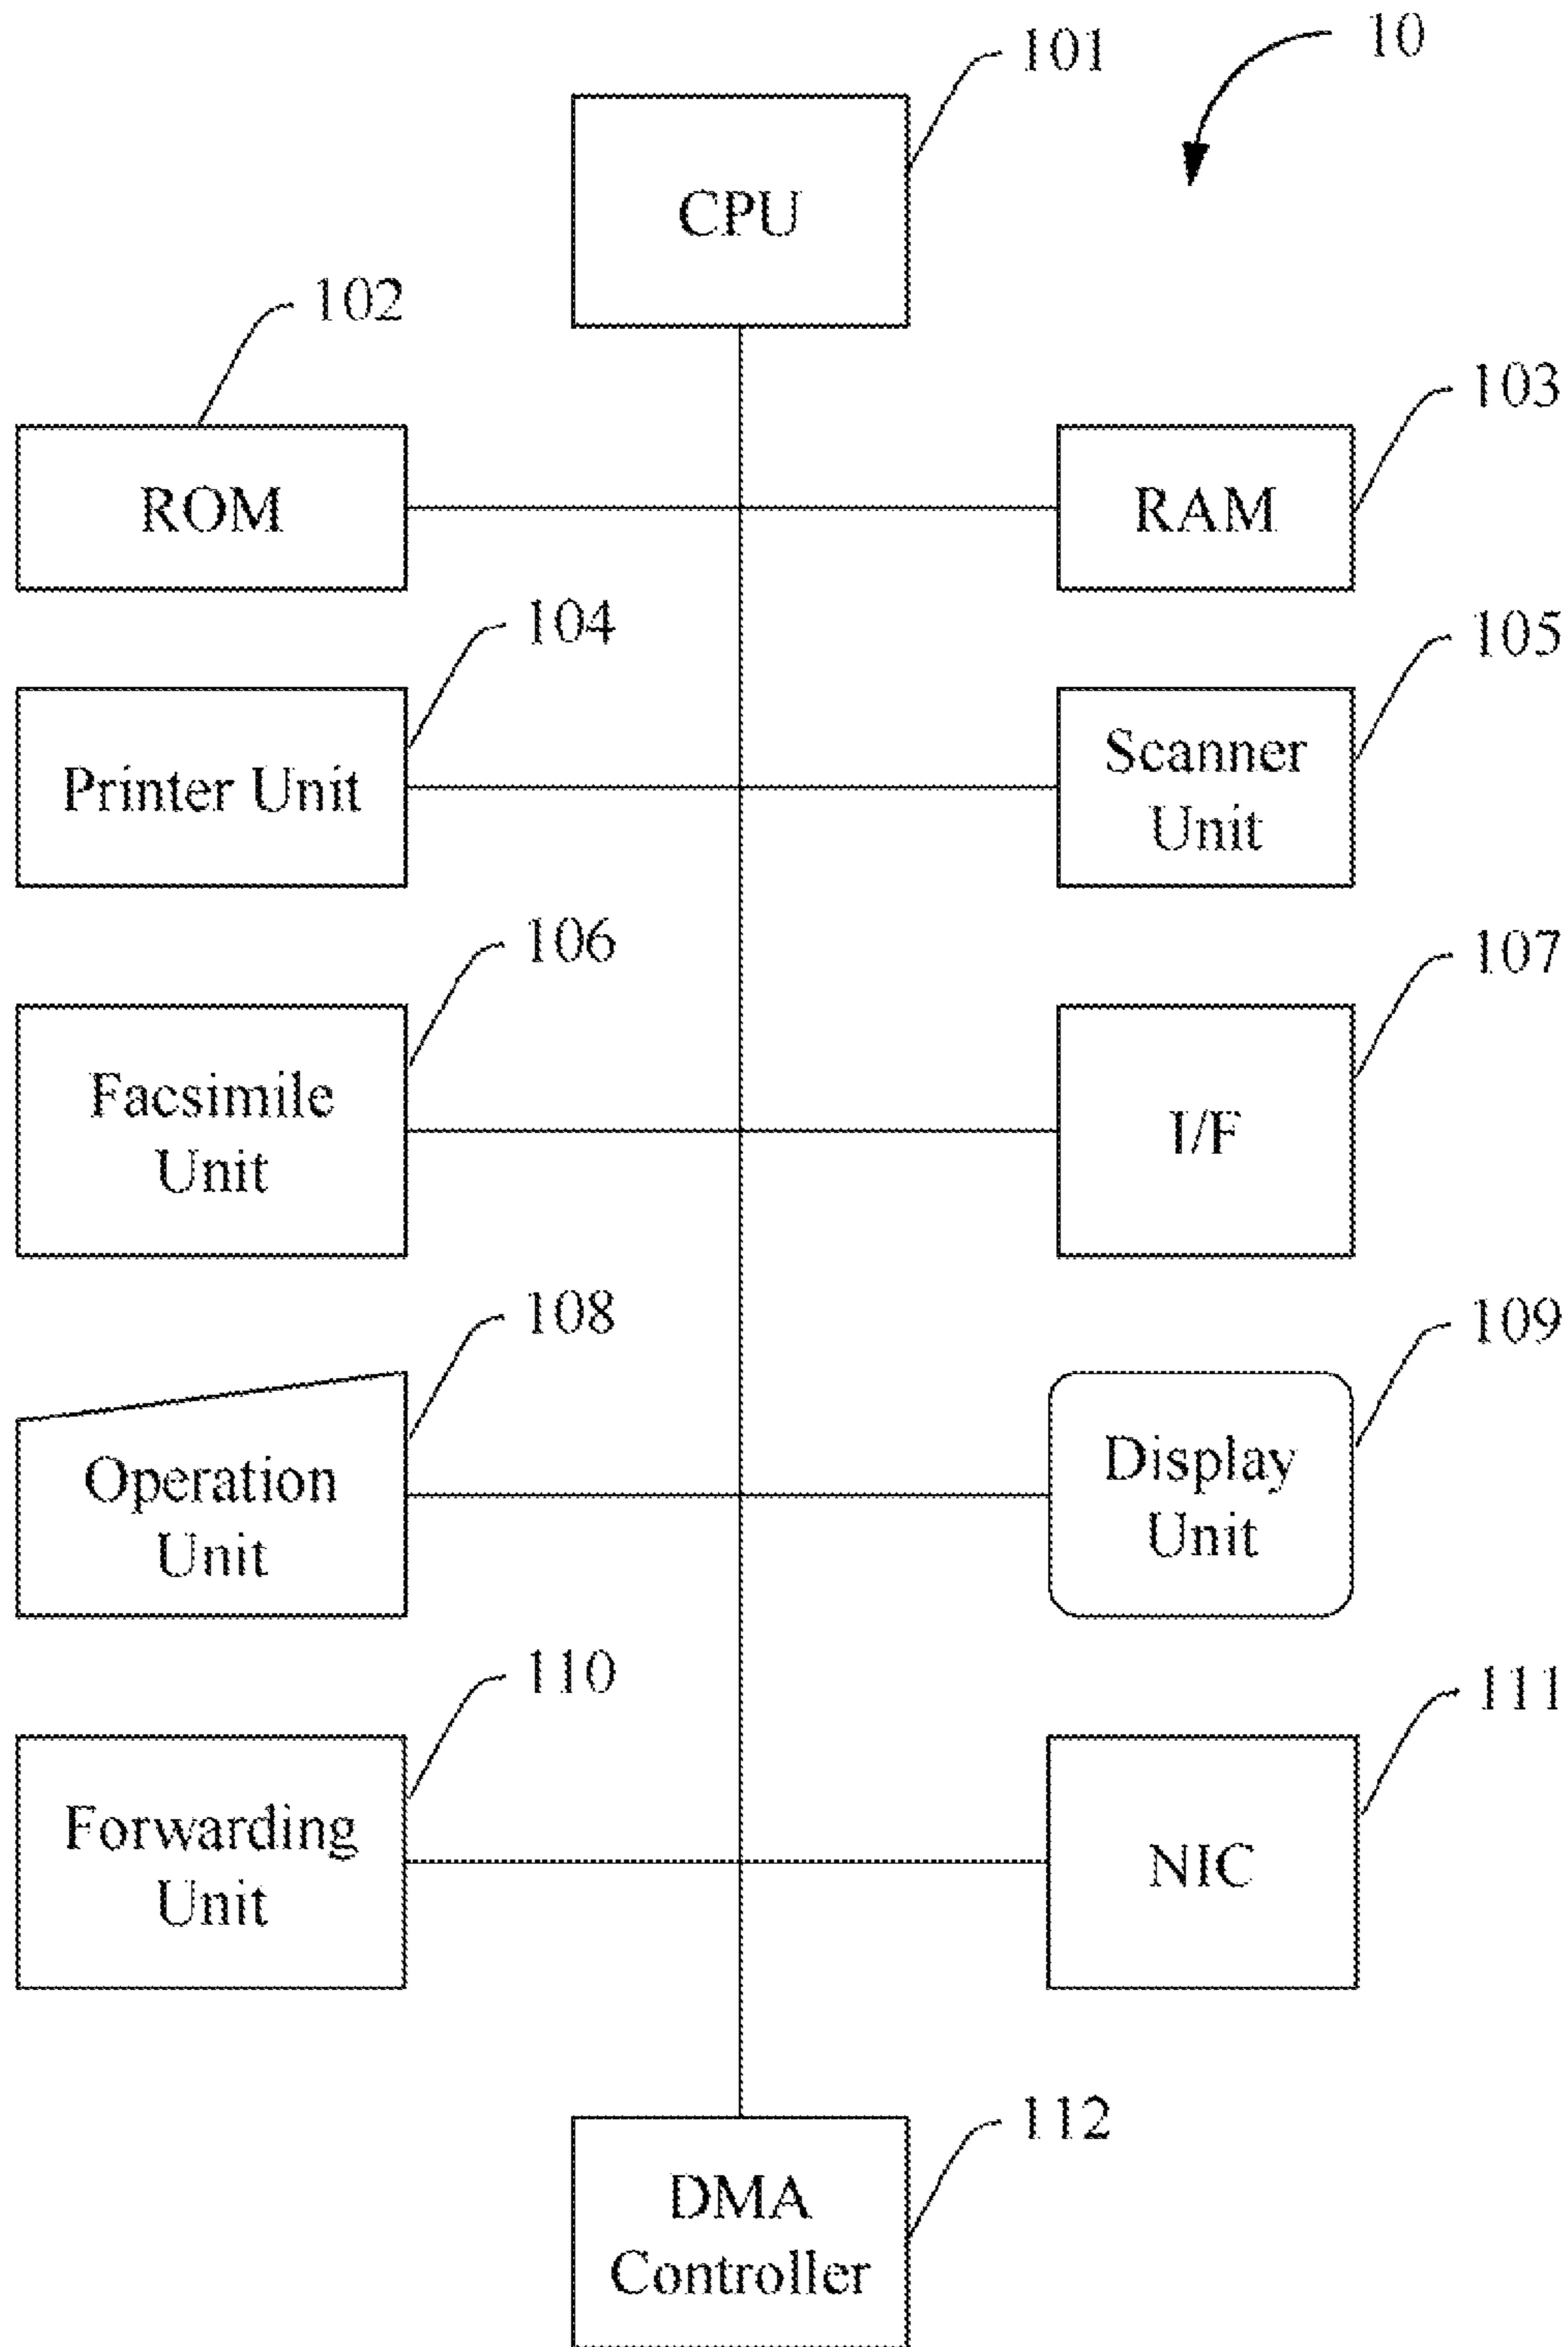 10
101
CPU
102
103
ROM
RAM
104
105
Printer Unit
Scanner
Unit
106
107
Facsimile
Unit
I/F
108
109
Operation
Unit
Display
Unit
110
111
Forwarding
Unit
NIC
112
DMA
Controller